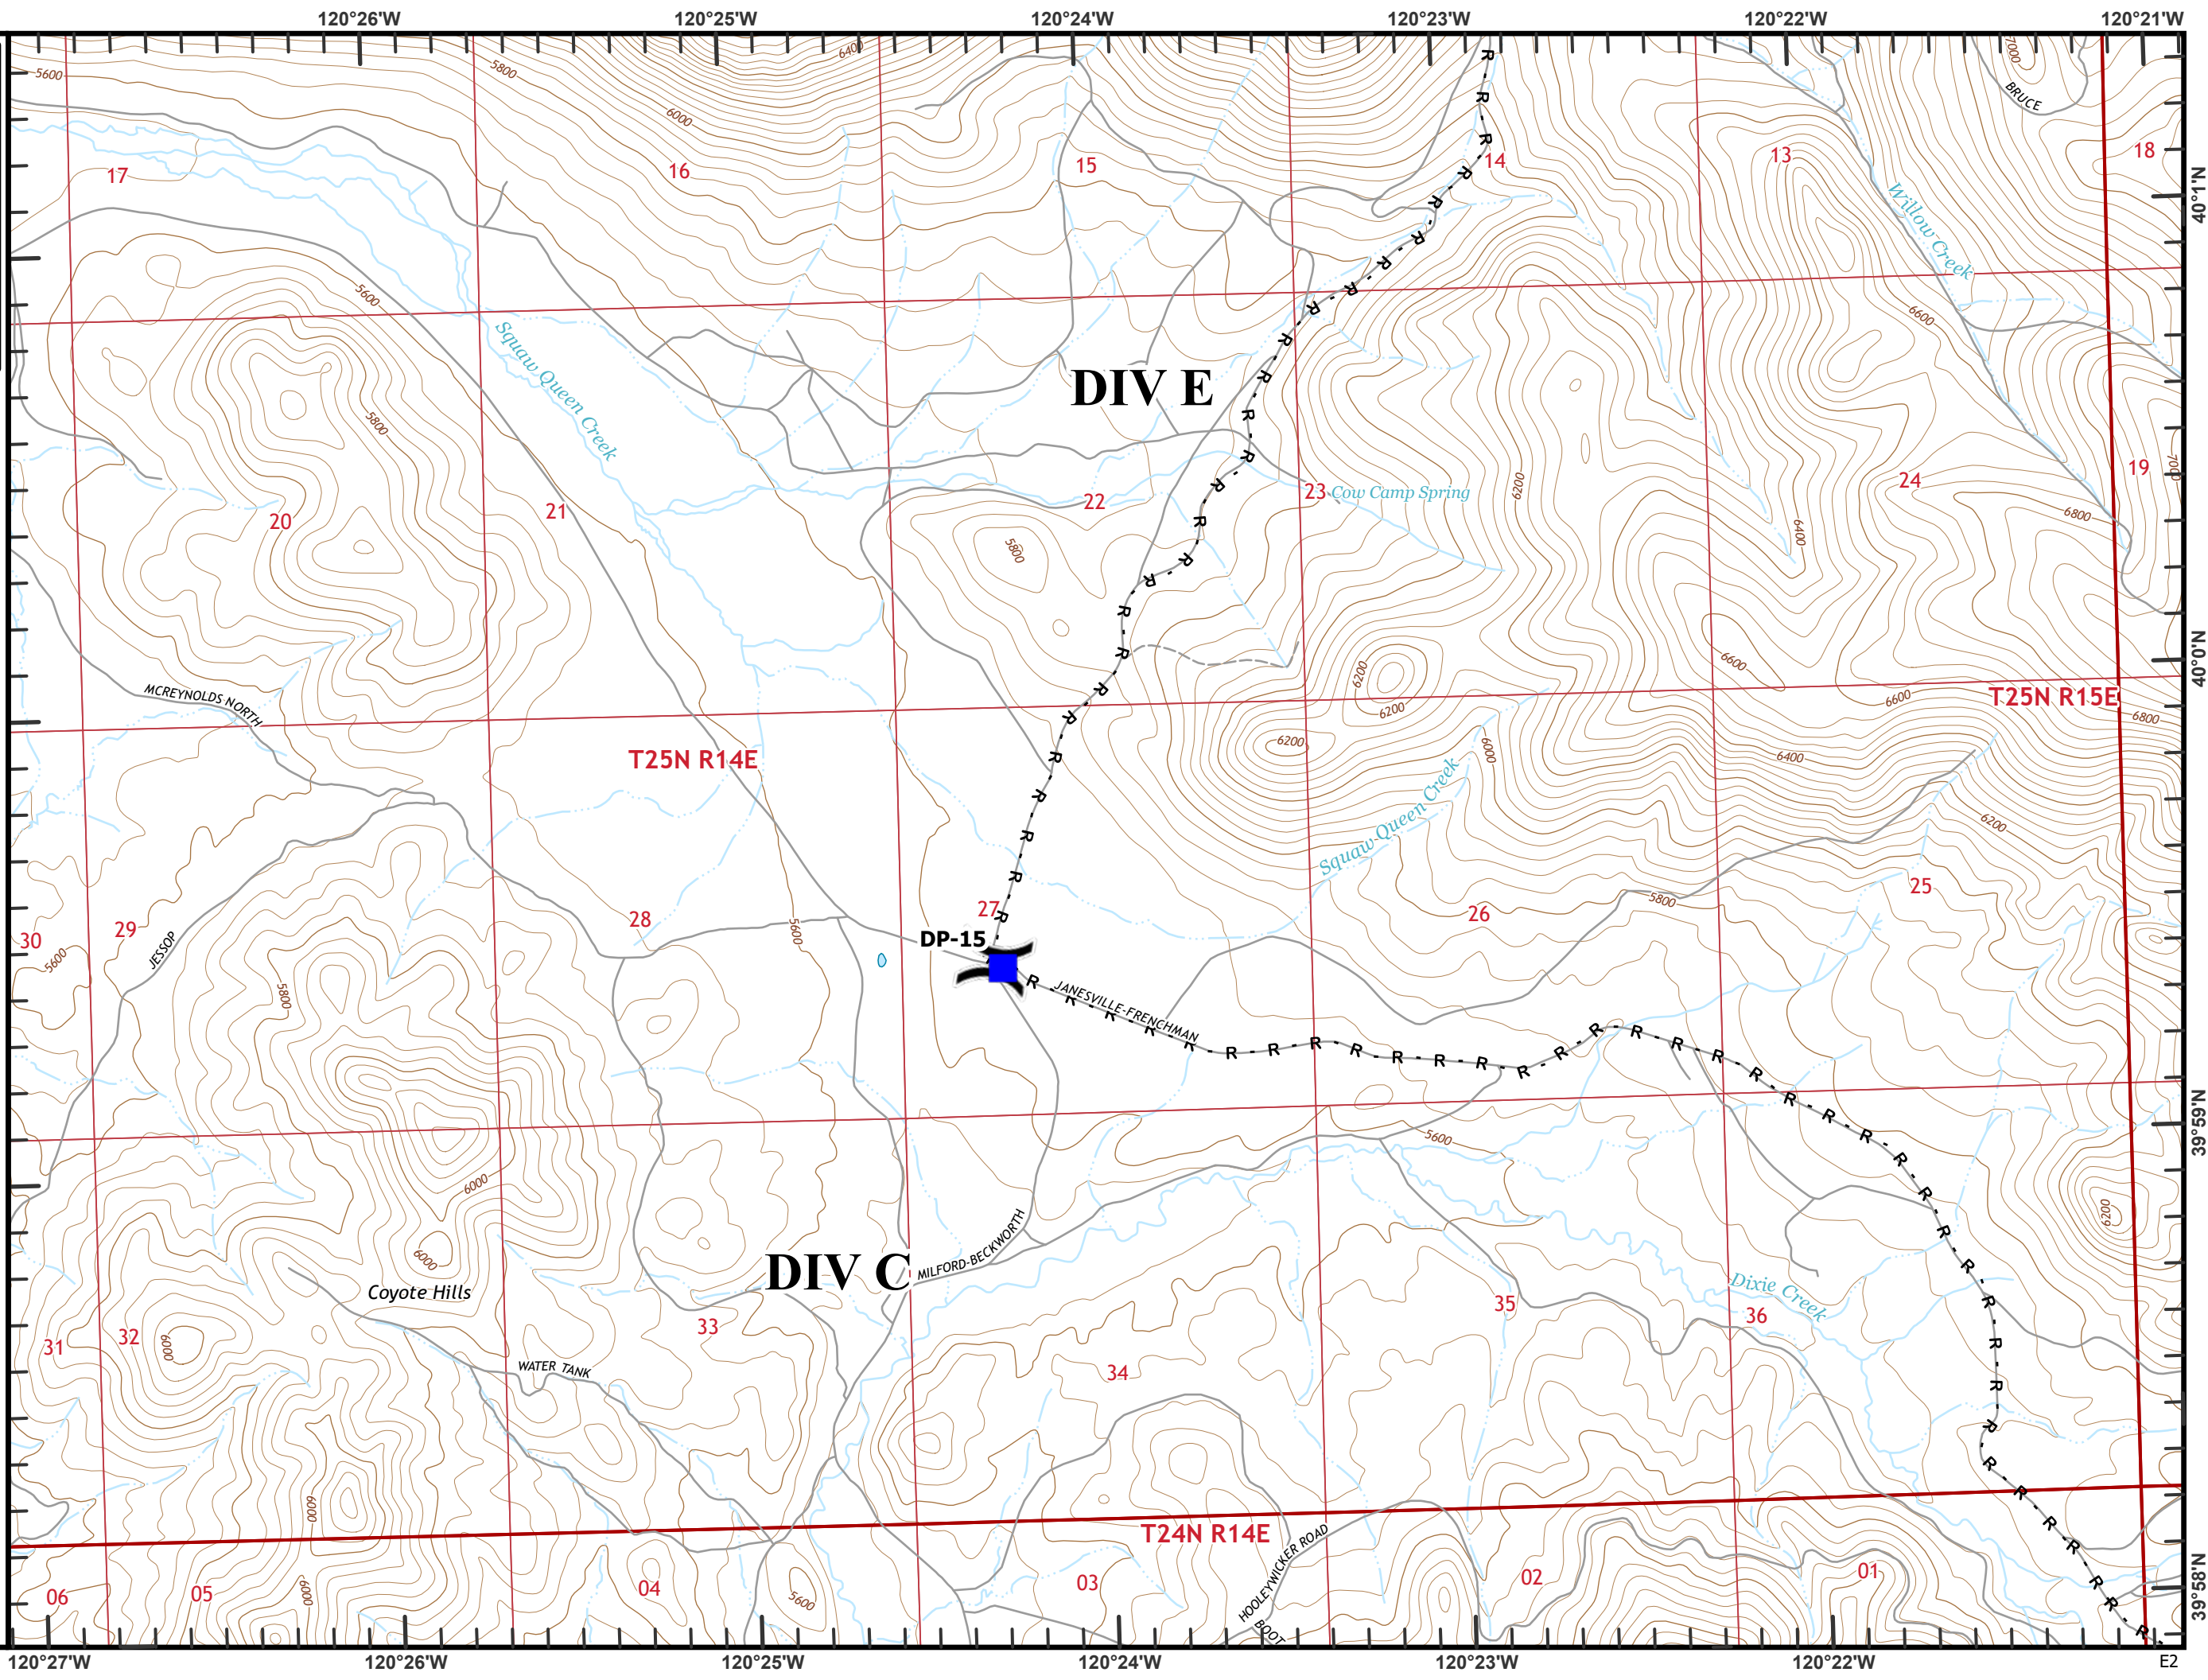 120°26'W 120°25'W 120°24'W 120°23'W 120°22'W 120°21'W
6400
7000
5600 5800
BRUCE
6000
40°1'N
17 16 15 14 13 18
Willow Creek
5600
6600
Squaw Queen Creek
DIV E
5800
20 21 22 23 Cow Camp Spring 24 19
7000
6200
6400
6800
5800
6600
40°0'N
6200
MCREYNOLDS NORTH
6200
6600
T25N R15E
6800
6200
6000
6400
T25N R14E
Squaw Queen Creek
6200
30 29 28 27 26 25
5800
5600
5600
JESSOP
DP-15
5800
R R R R R R R R R R R R R R R R R R R R R R R R
JANESVILLE-FRENCHMAN
39°59'N
5600
6000
6200
6000
MILFORD-BECKWORTH
DIV C
Dixie Creek
Coyote Hills
31 32 33 34 35 36
6000
WATER TANK
6000
T24N R14E
HOOLEYWICKER ROAD
39°58'N
06 05 04 03 02 01
6000
5600
BOOT
120°27'W 120°26'W 120°25'W 120°24'W 120°23'W 120°22'W E2